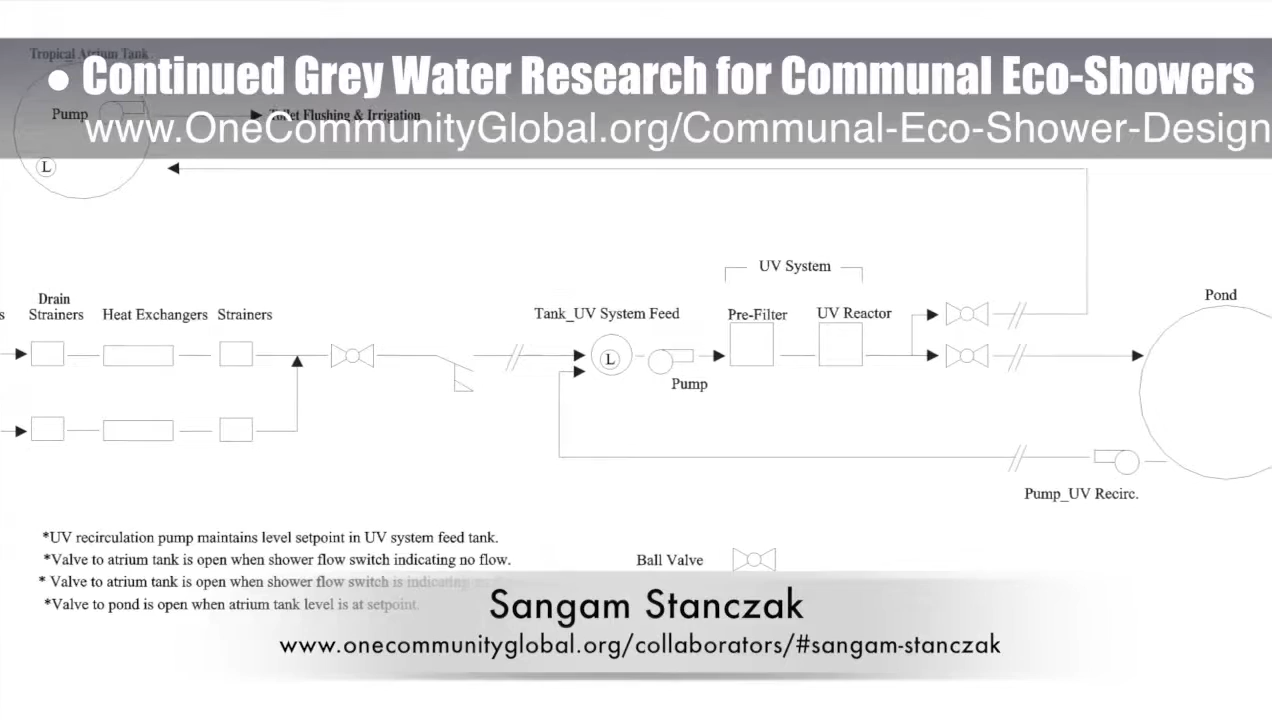 Tropical Atrium Tank
• Continued Grey Water Research for Communal Eco-Showers
Pump
Toilet Flushing & Irrigation
www.OneCommunityGlobal.org/Communal-Eco-Shower-Design
L
UV System
Pond
Drain
Strainers
Heat Exchangers
Strainers
Tank_UV System Feed
Pre-Filter
UV Reactor
s
L
Pump
Pump_UV Recirc.
*UV recirculation pump maintains level setpoint in UV system feed tank.
*Valve to atrium tank is open when shower flow switch indicating no flow.
* Valve to atrium tank is open when shower flow switch is indicating
*Valve to pond is open when atrium tank level is at setpoint.
Ball Valve
Sangam Stanczak
www.onecommunityglobal.org/collaborators/#sangam-stanczak